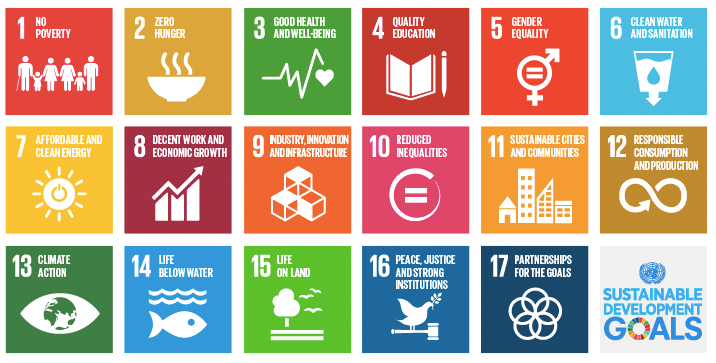 1 NO
POVERTY
2 ZERO
HUNGER
3 GOOD HEALTH
AND WELL-BEING
4 QUALITY
EDUCATION
5 GENDER
EQUALITY
6 CLEAN WATER
AND SANITATION
7 AFFORDABLE AND
CLEAN ENERGY
8 DECENT WORK AND
ECONOMIC GROWTH
9 INDUSTRY, INNOVATION
AND INFRASTRUCTURE
10 REDUCED
INEQUALITIES
11 SUSTAINABLE CITIES
AND COMMUNITIES
12 RESPONSIBLE
CONSUMPTION
AND PRODUCTION
13 CLIMATE
ACTION
14 LIFE
BELOW WATER
15 LIFE
ON LAND
16 PEACE, JUSTICE
AND STRONG
INSTITUTIONS
17 PARTNERSHIPS
FOR THE GOALS
SUSTAINABLE
DEVELOPMENT
GOALS